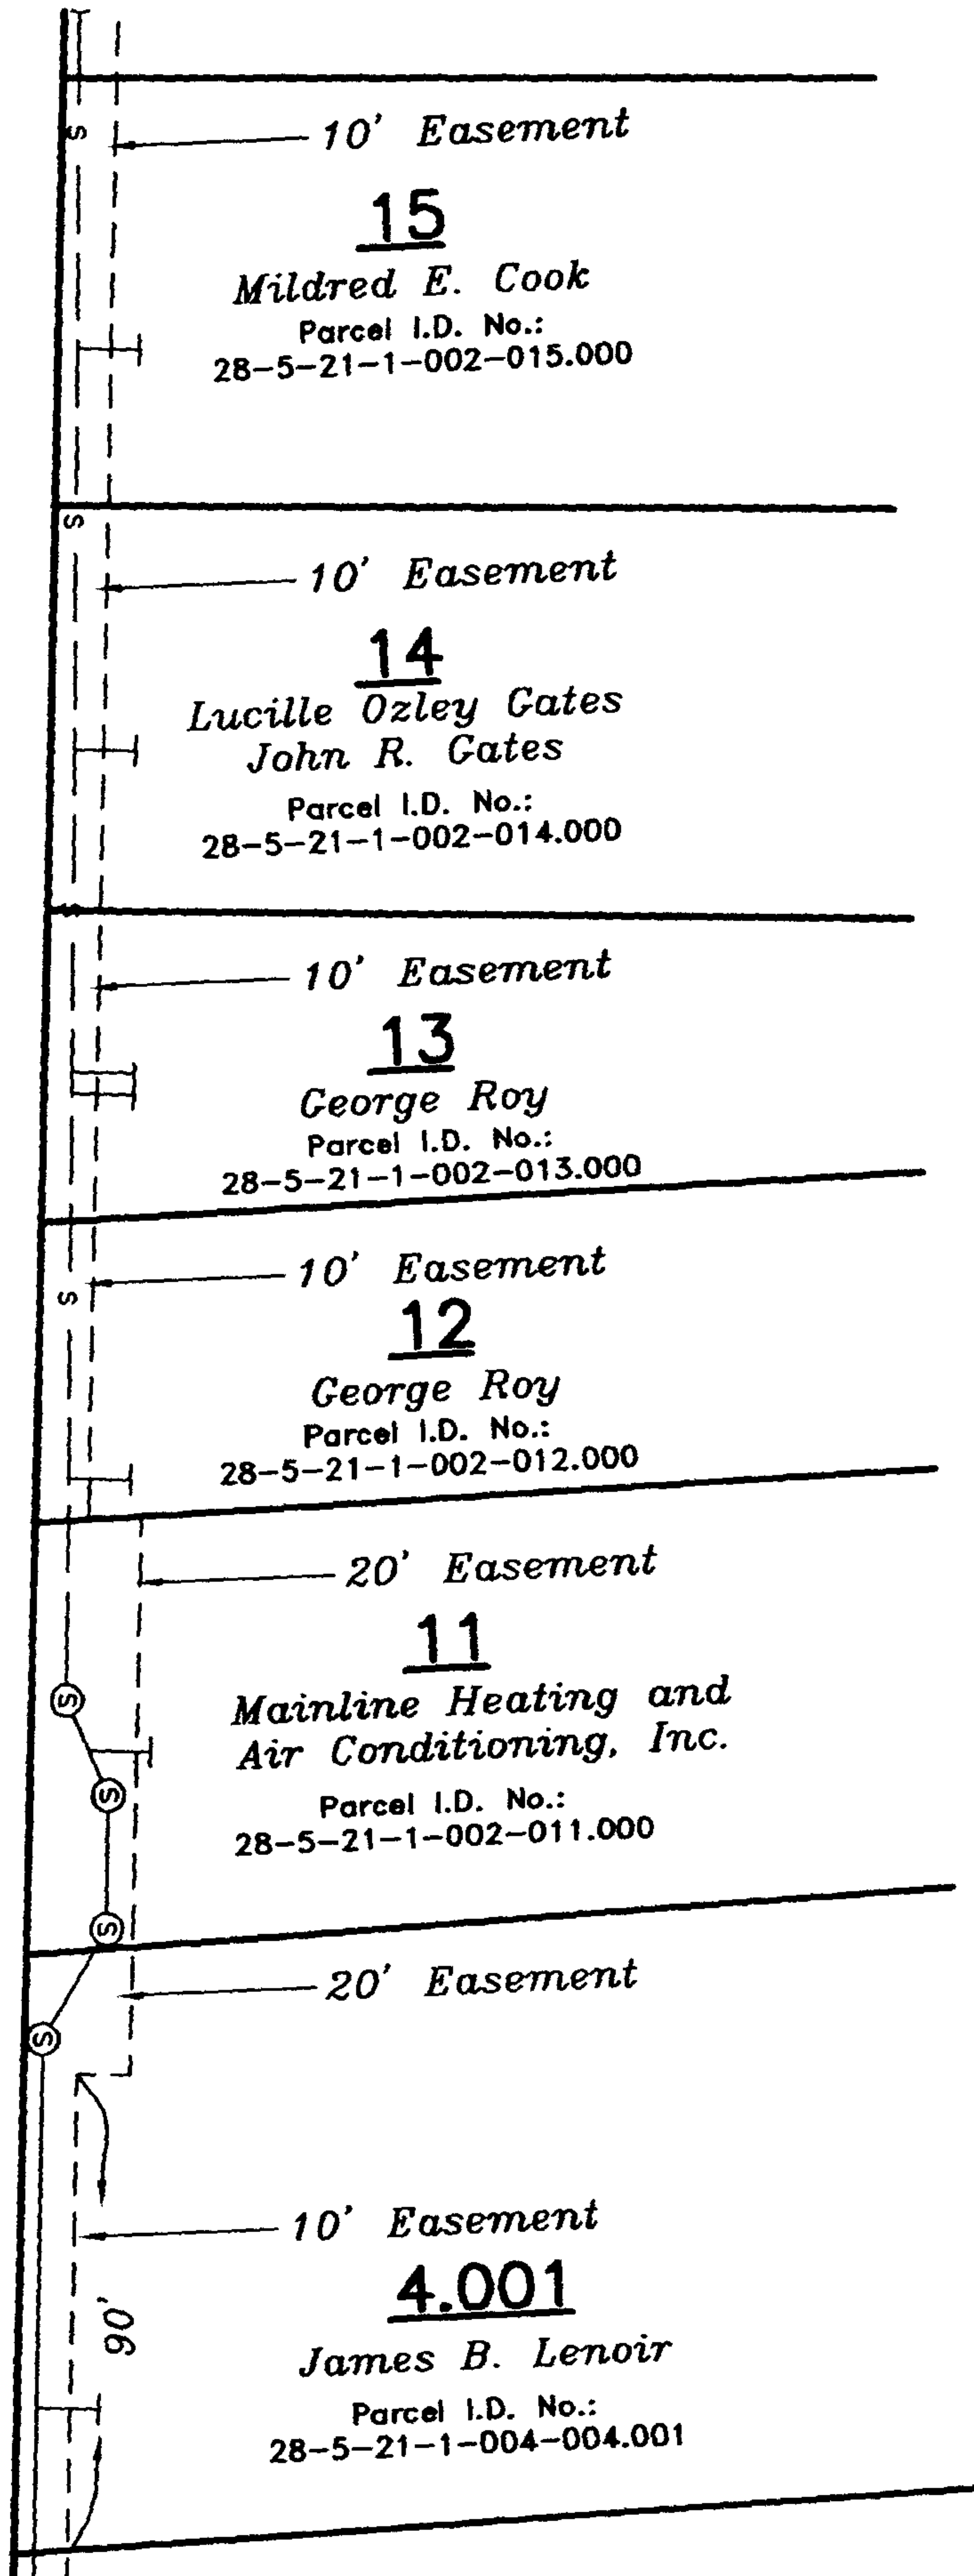 S
10' Easement
15
Mildred E. Cook
Parcel I.D. No.:
28-5-21-1-002-015.000
S
10' Easement
14
Lucille Ozley Gates
John R. Gates
Parcel I.D. No.:
28-5-21-1-002-014.000
S
10' Easement
13
George Roy
Parcel I.D. No.:
28-5-21-1-002-013.000
10' Easement
S
12
George Roy
Parcel I.D. No.:
28-5-21-1-002-012.000
20' Easement
11
S
Mainline Heating and
Air Conditioning, Inc.
S
Parcel I.D. No.:
28-5-21-1-002-011.000
S
20' Easement
S
10' Easement
4.001
90'
James B. Lenoir
Parcel I.D. No.:
28-5-21-1-004-004.001